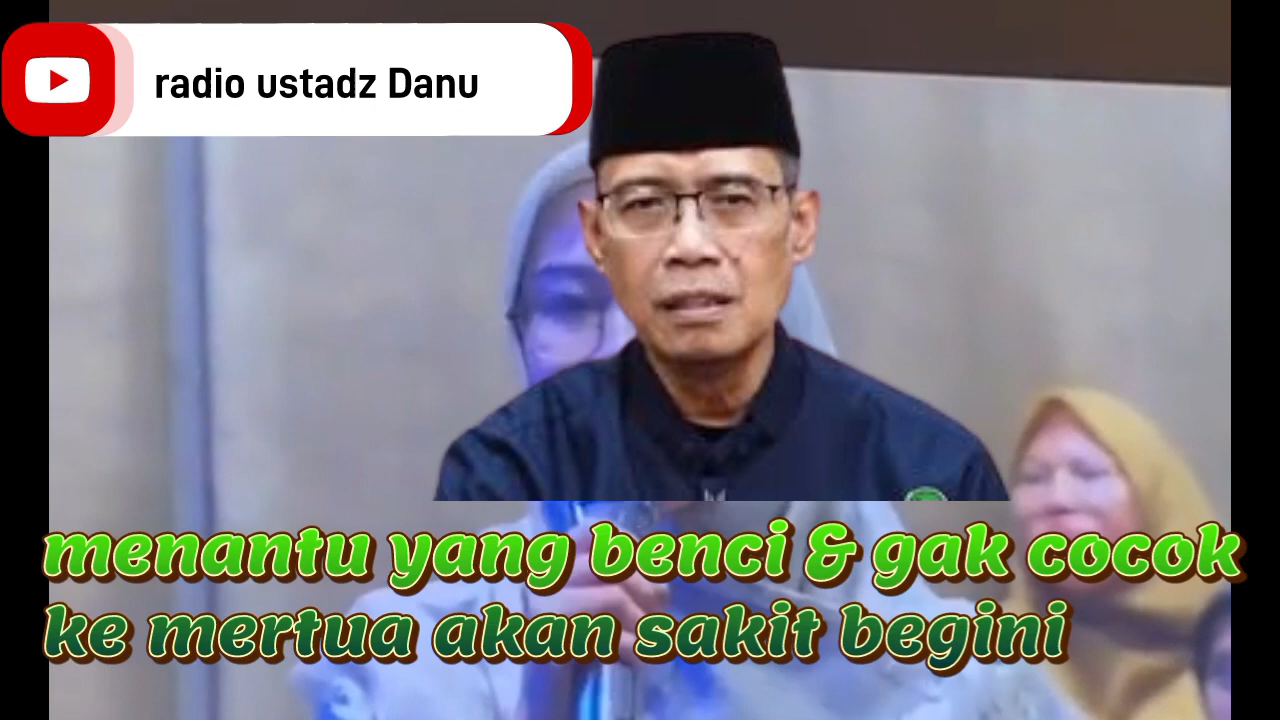 radio ustadz Danu
menantu yang benci & gak cocok
ke mertua akan sakit begini